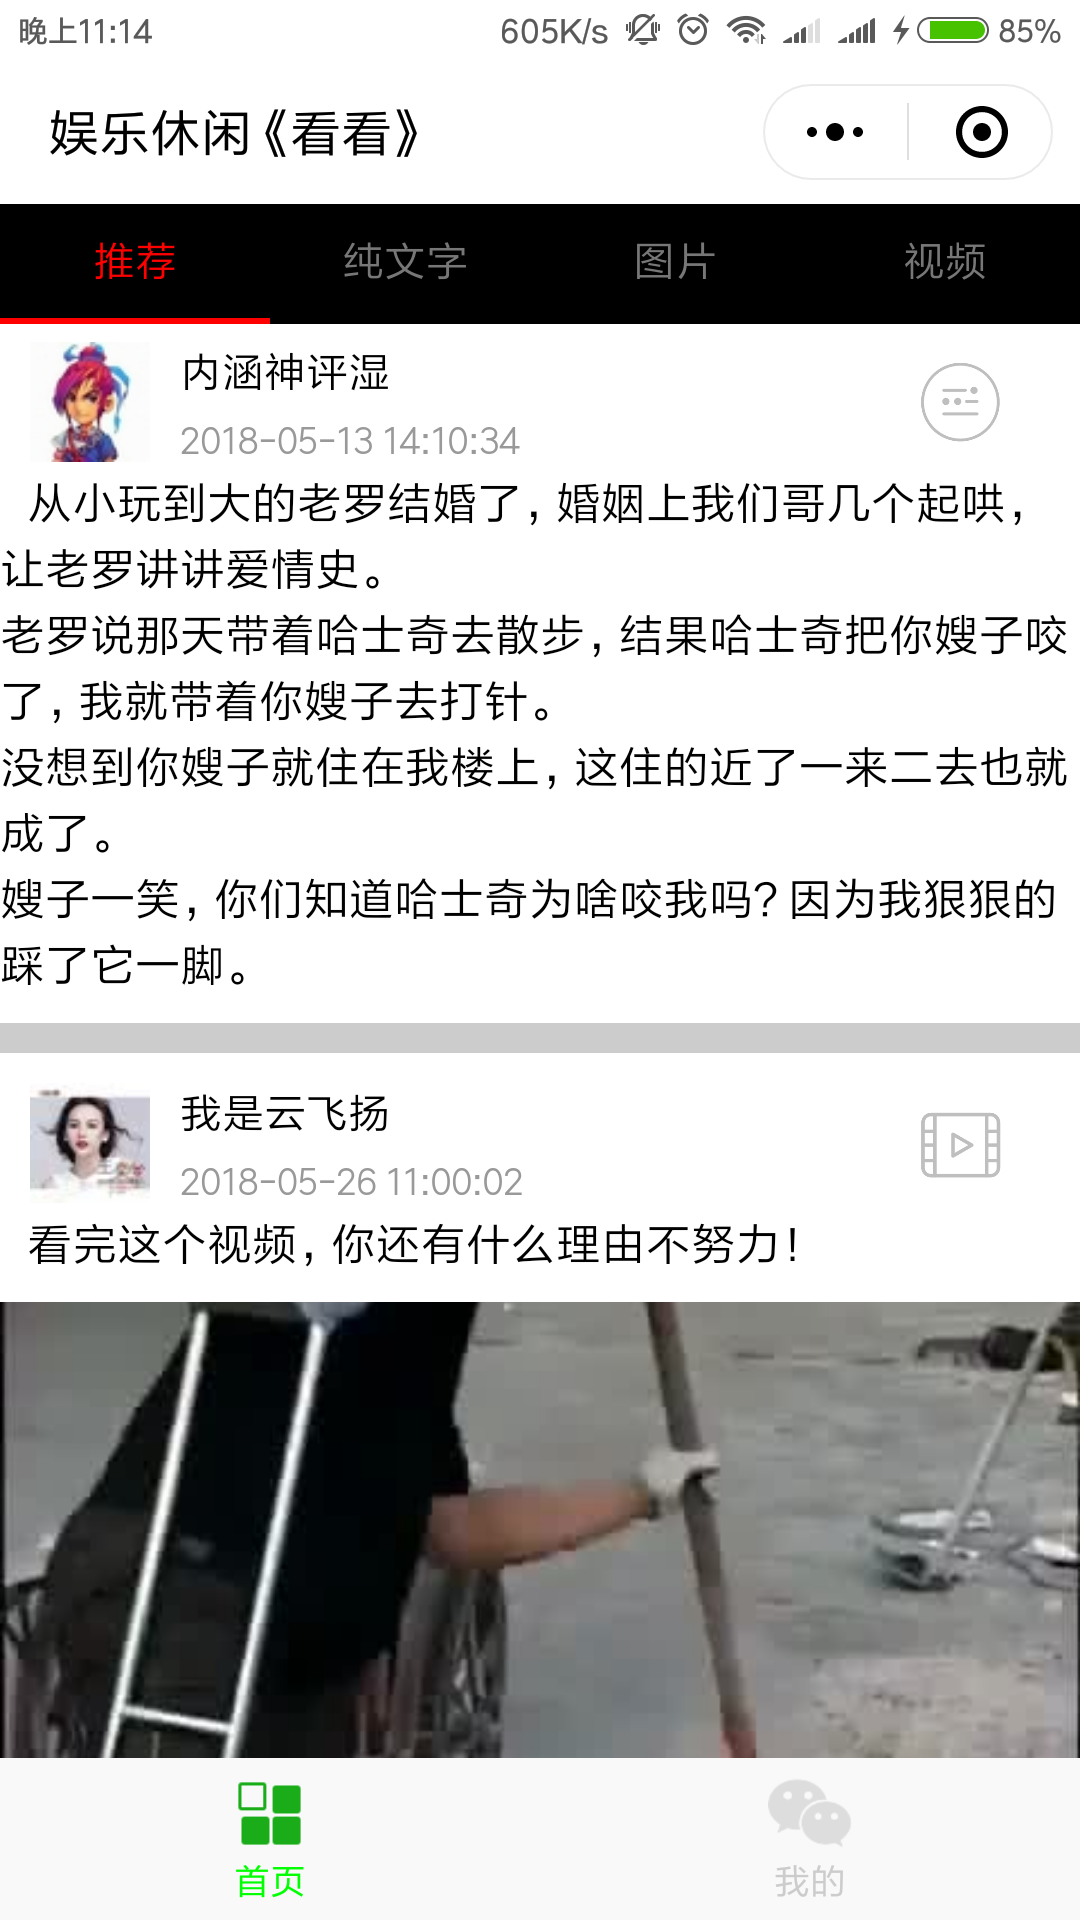 晚上11:14
605K/s
85%
娱乐休闲《看看》
推荐
纯文字
图片
视频
内涵神评湿
2018-05-13 14:10:34
从小玩到大的老罗结婚了,婚姻上我们哥几个起哄,
让老罗讲讲爱情史。
老罗说那天带着哈士奇去散步,结果哈士奇把你嫂子咬
了,我就带着你嫂子去打针。
没想到你嫂子就住在我楼上,这住的近了一来二去也就
成了。
嫂子一笑,你们知道哈士奇为啥咬我吗?因为我狠狠的
踩了它一脚。
我是云飞扬
2018-05-26 11:00:02
看完这个视频,你还有什么理由不努力!
首页
我的